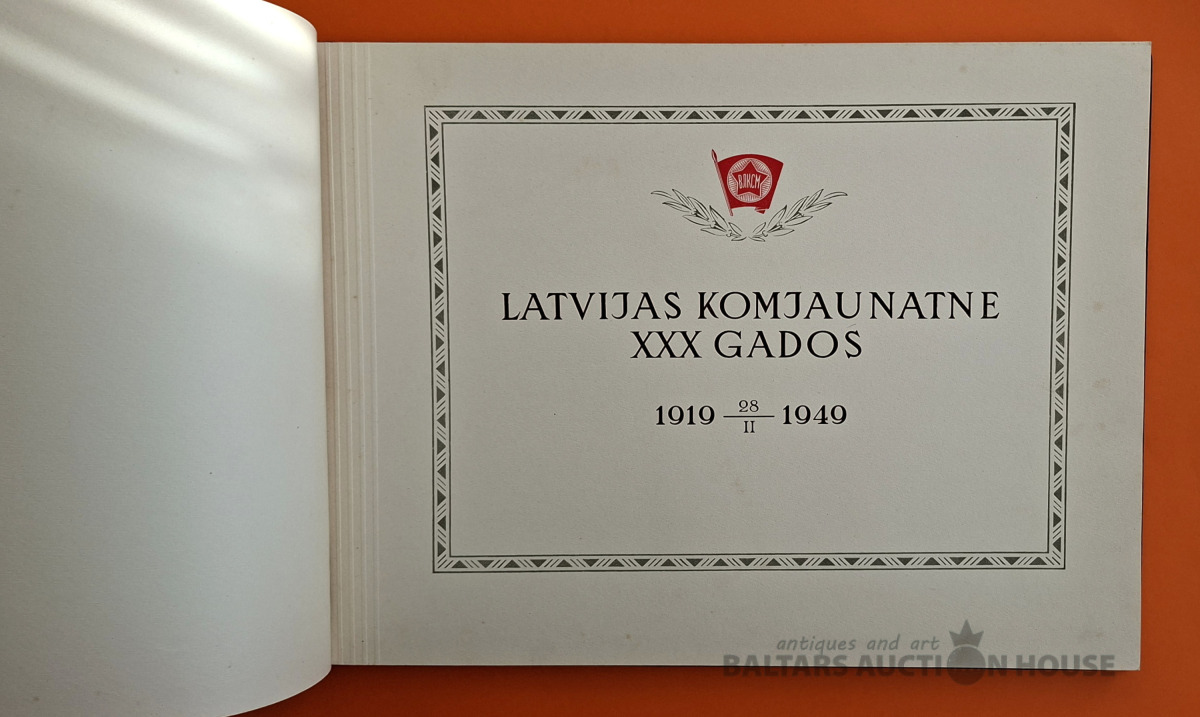 ВЛКСМ
LATVIJAS KOMJAUNATNE
XXX GADOS
1919 28/II 1949
antiques and art
BALTARS AUCTION HOUSE